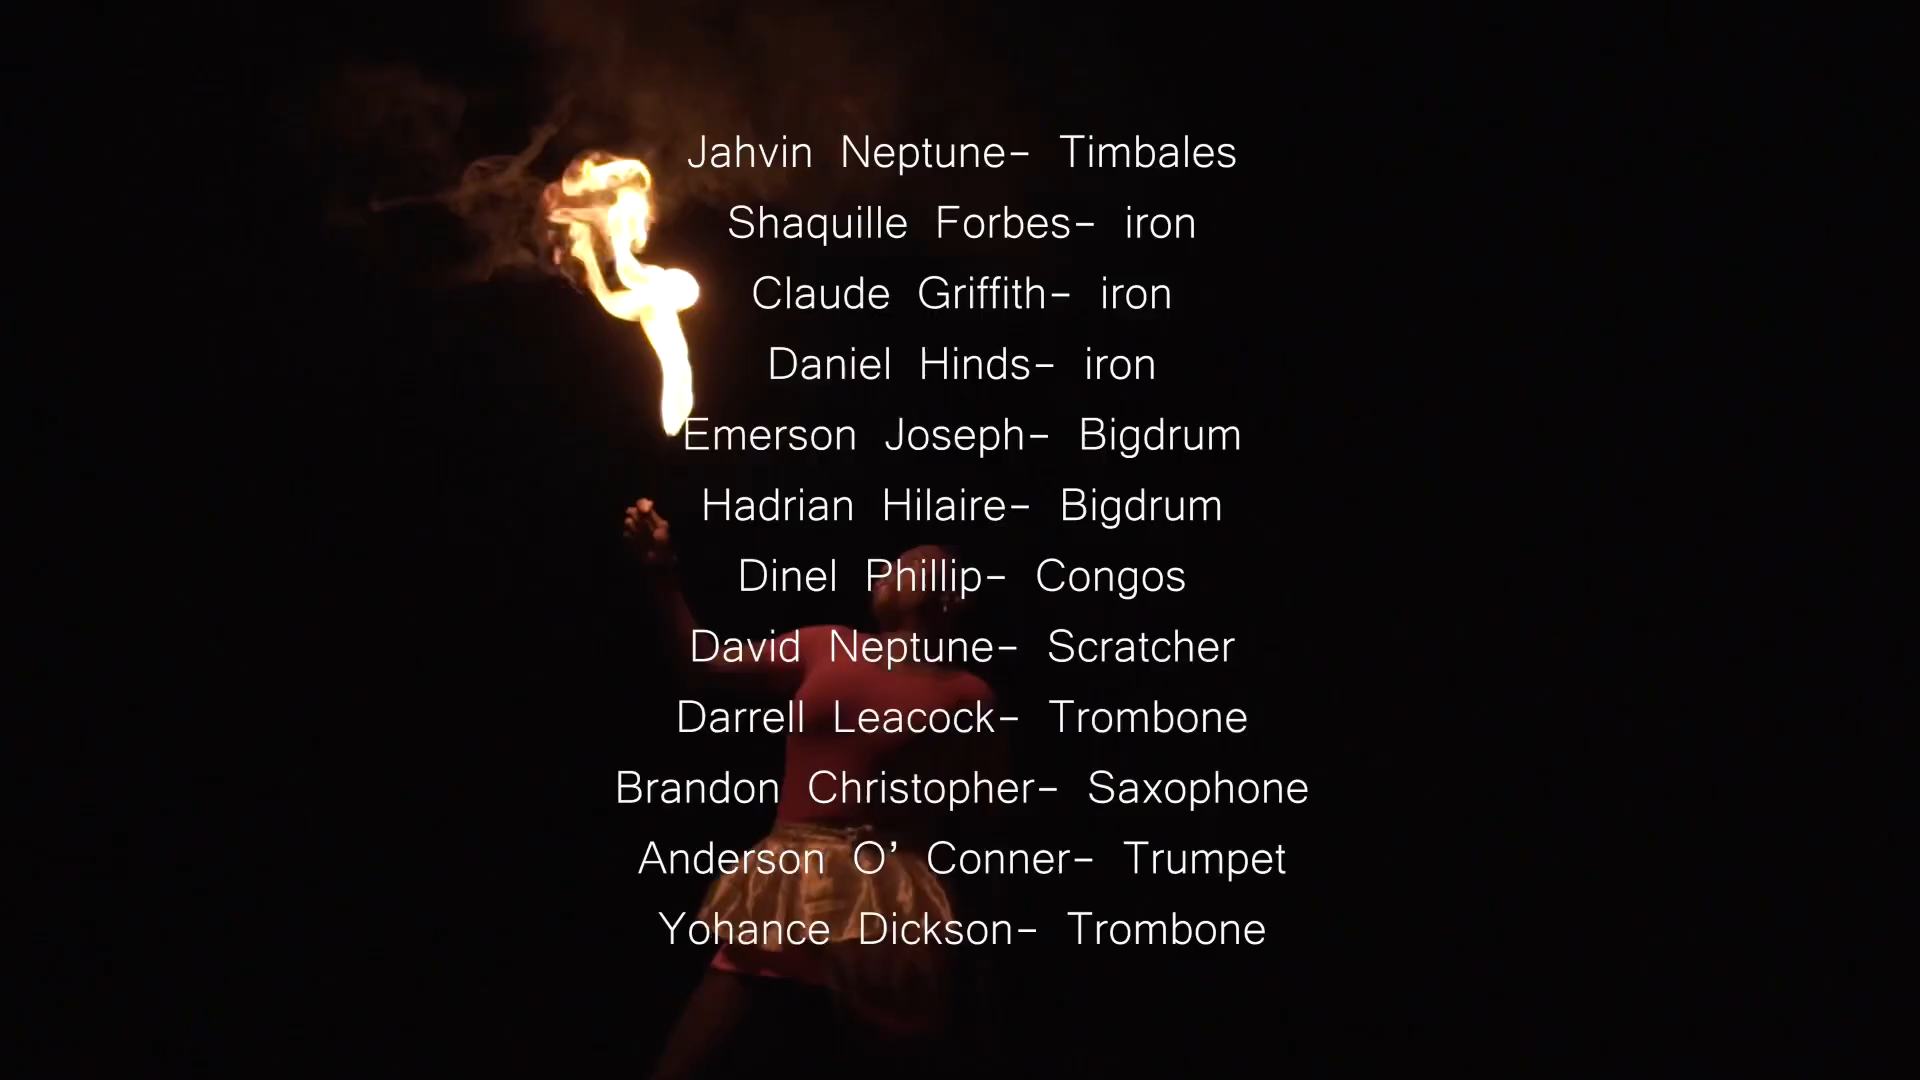 Jahvin Neptune- Timbales
Shaquille Forbes- iron
Claude Griffith- iron
Daniel Hinds- iron
Emerson Joseph- Bigdrum
Hadrian Hilaire- Bigdrum
Dinel Phillip- Congos
David Neptune- Scratcher
Darrell Leacock- Trombone
Brandon Christopher- Saxophone
Anderson O’ Conner- Trumpet
Yohance Dickson- Trombone